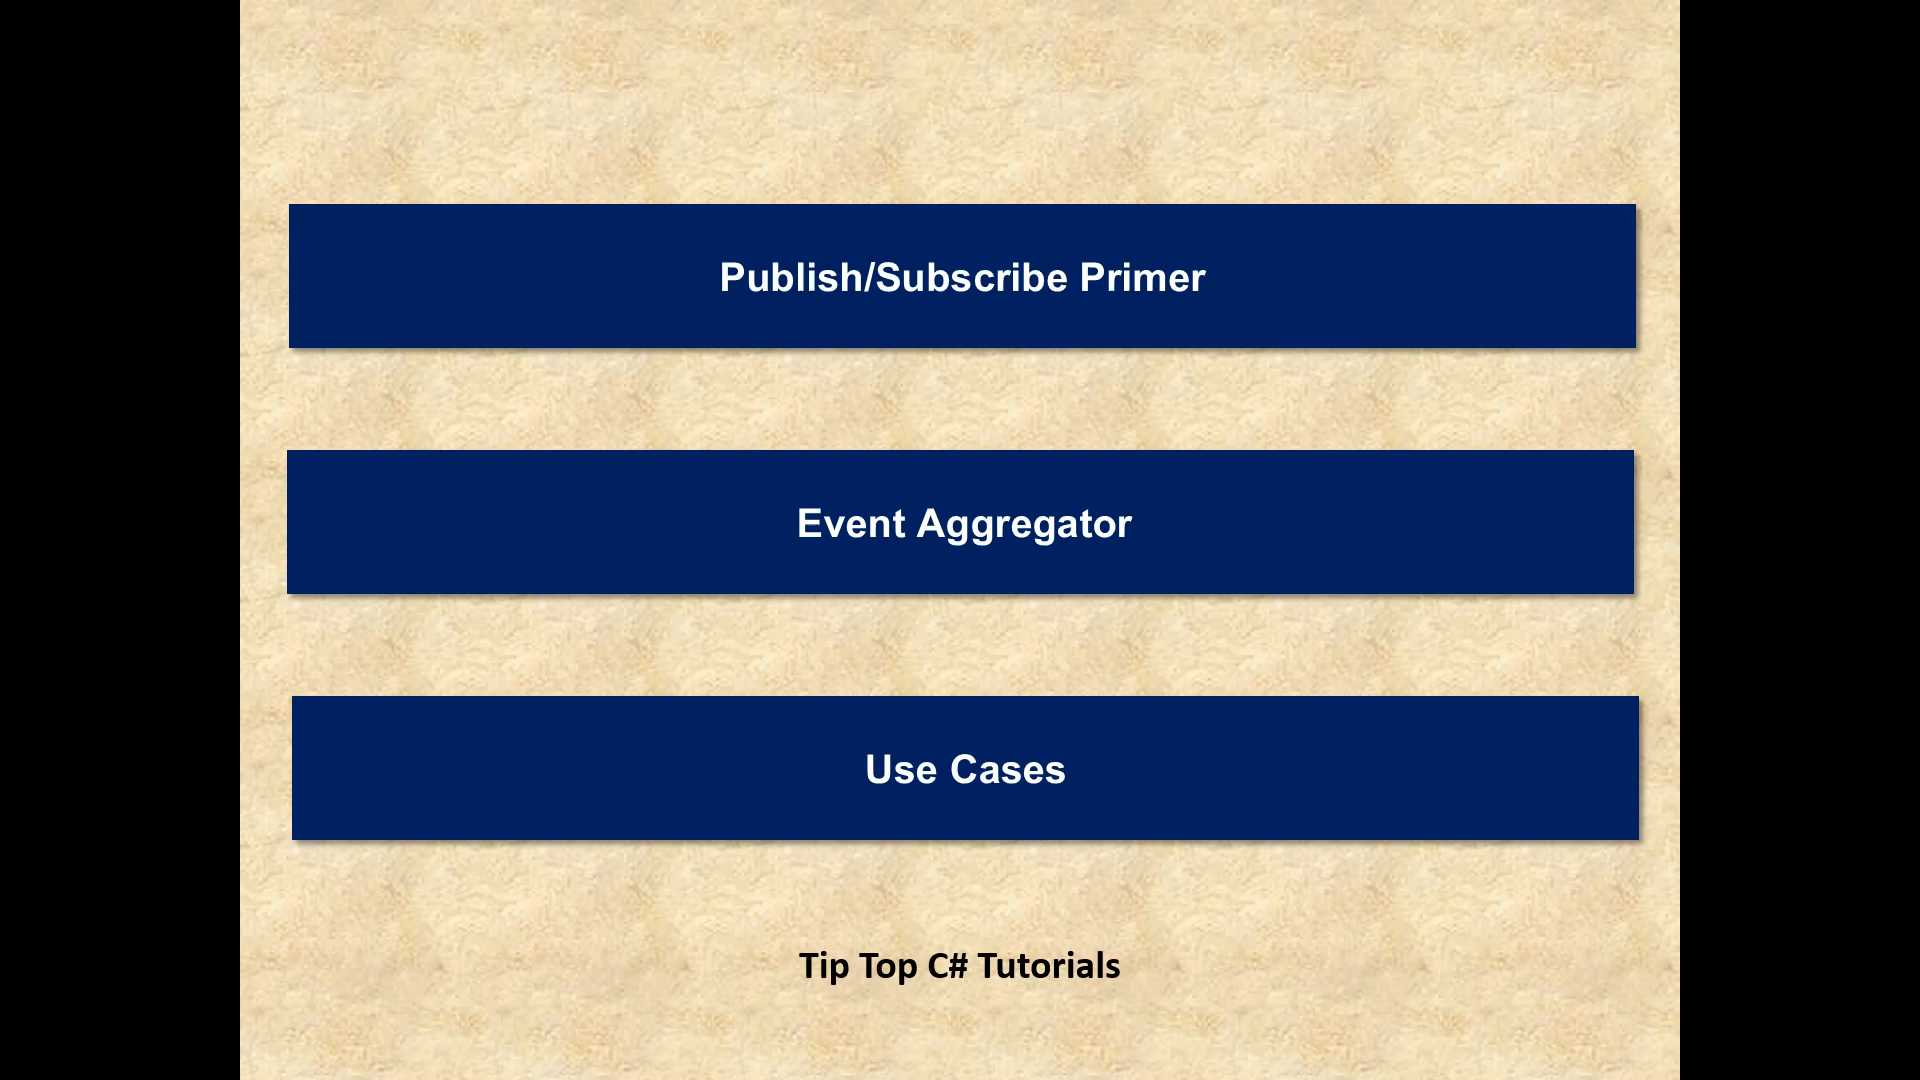 Publish/Subscribe Primer
Event Aggregator
Use Cases
Tip Top C# Tutorials